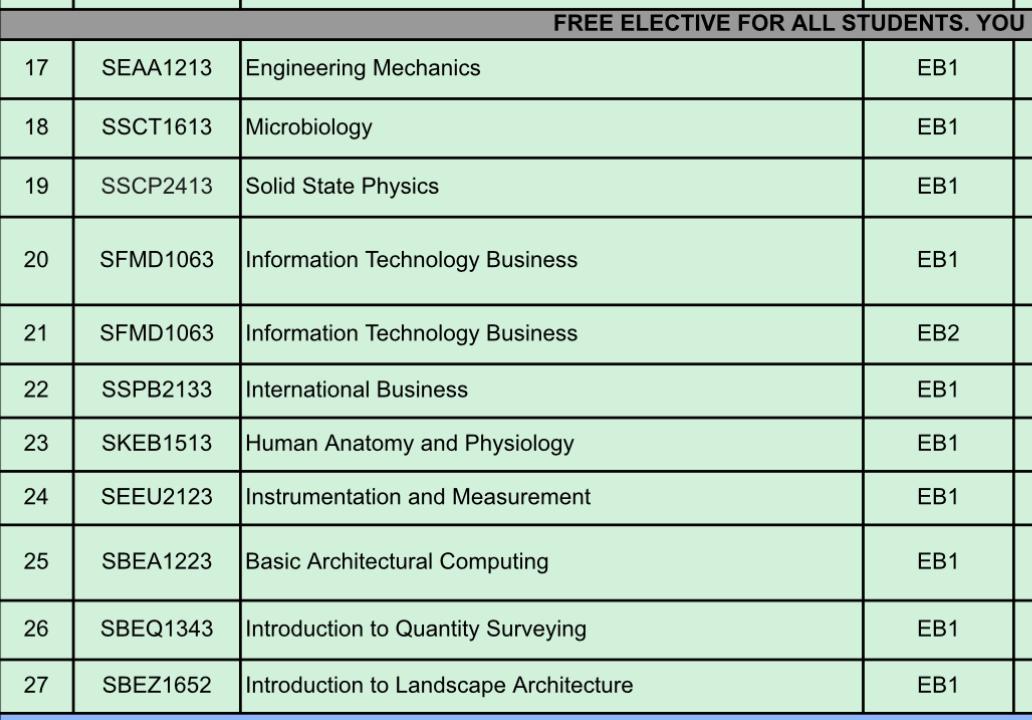 FREE ELECTIVE FOR ALL STUDENTS. YOU
17 SEAA1213 Engineering Mechanics EB1
18 SSCT1613 Microbiology EB1
19 SSCP2413 Solid State Physics EB1
20 SFMD1063 Information Technology Business EB1
21 SFMD1063 Information Technology Business EB2
22 SSPB2133 International Business EB1
23 SKEB1513 Human Anatomy and Physiology EB1
24 SEEU2123 Instrumentation and Measurement EB1
25 SBEA1223 Basic Architectural Computing EB1
26 SBEQ1343 Introduction to Quantity Surveying EB1
27 SBEZ1652 Introduction to Landscape Architecture EB1